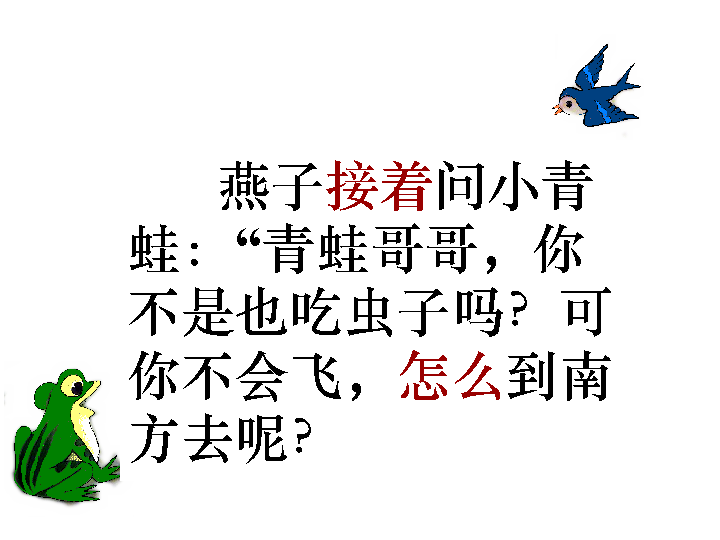 燕子接着问小青
蛙：“青蛙哥哥，你
不是也吃虫子吗？可
你不会飞，怎么到南
方去呢？